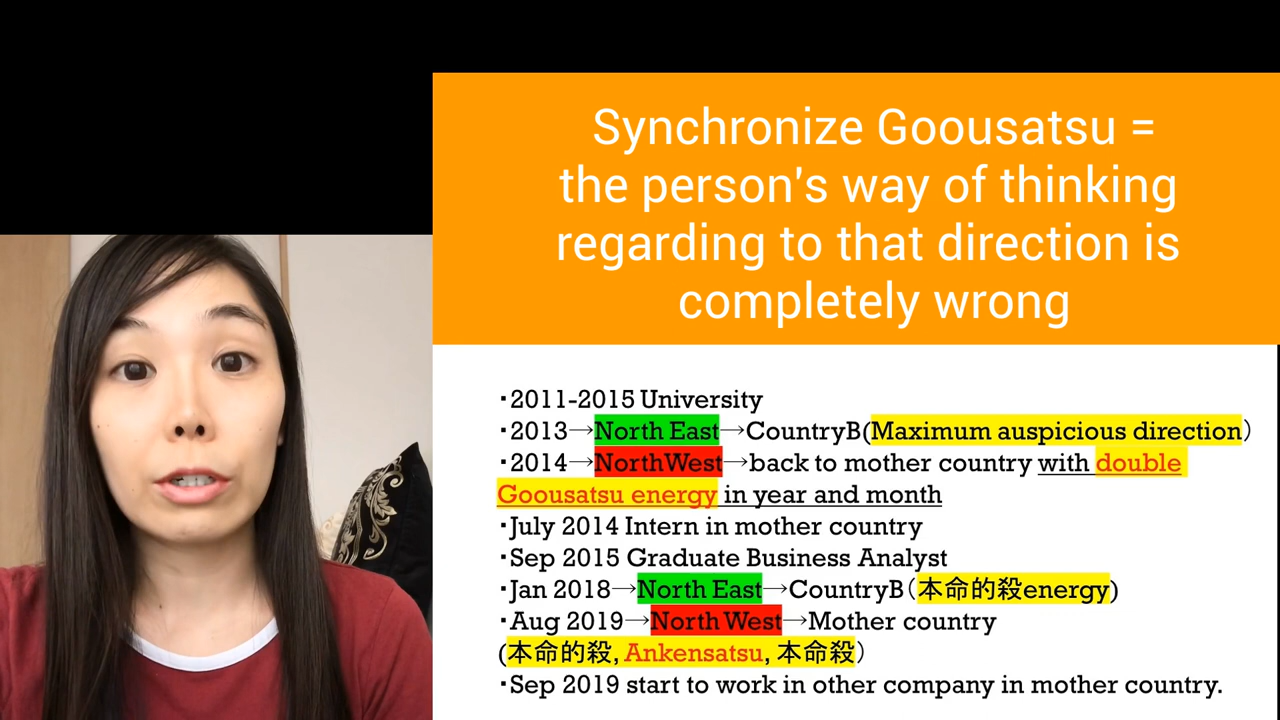 Synchronize Goousatsu =
the person's way of thinking
regarding to that direction is
completely wrong
・2011-2015 University
・2013→North East→CountryB(Maximum auspicious direction）
・2014→NorthWest→back to mother country with double
Goousatsu energy in year and month
・July 2014 Intern in mother country
・Sep 2015 Graduate Business Analyst
・Jan 2018→North East→CountryB（本命的殺energy)
・Aug 2019→North West→Mother country
(本命的殺, Ankensatsu, 本命殺）
・Sep 2019 start to work in other company in mother country.